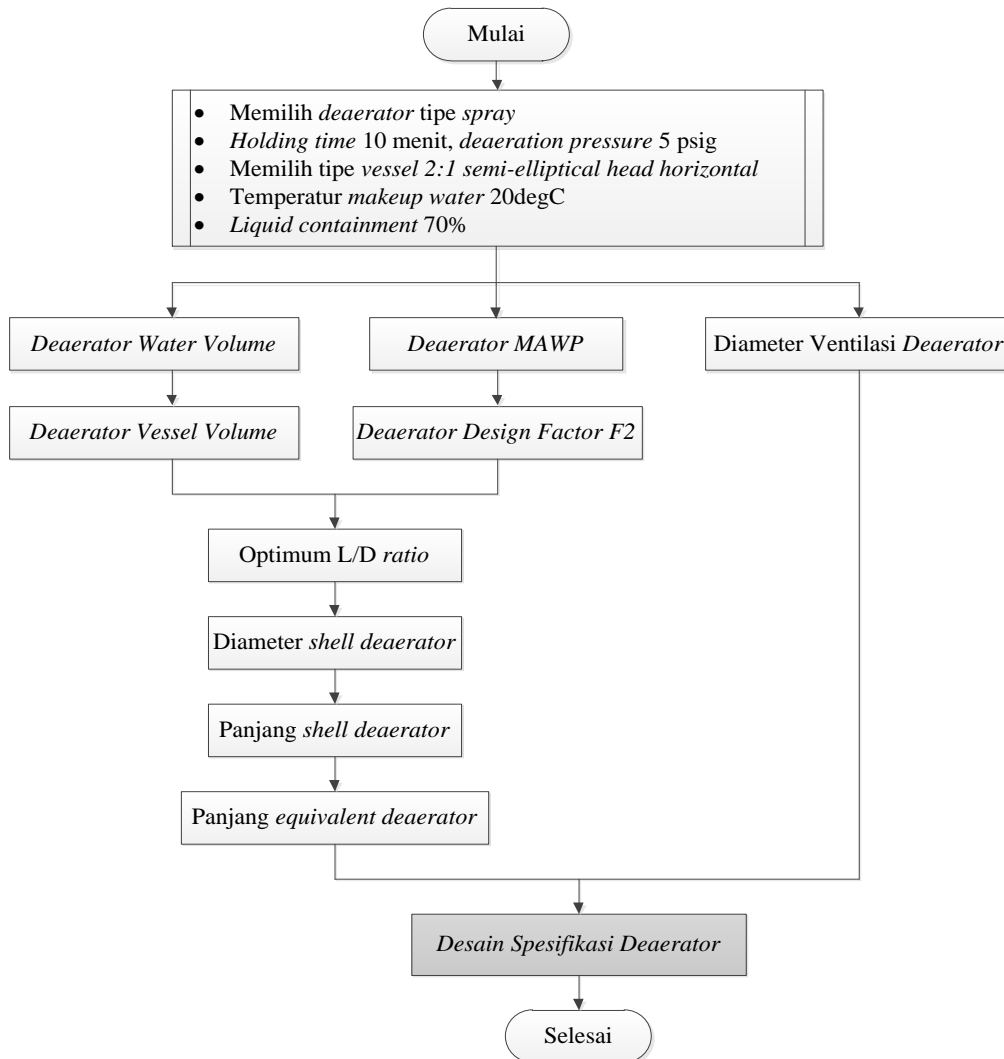 Mulai
• Memilih deaerator tipe spray
• Holding time 10 menit, deaeration pressure 5 psig
• Memilih tipe vessel 2:1 semi-elliptical head horizontal
• Temperatur makeup water 20degC
• Liquid containment 70%
Deaerator Water Volume
Deaerator MAWP
Diameter Ventilasi Deaerator
Deaerator Vessel Volume
Deaerator Design Factor F2
Optimum L/D ratio
Diameter shell deaerator
Panjang shell deaerator
Panjang equivalent deaerator
Desain Spesifikasi Deaerator
Selesai